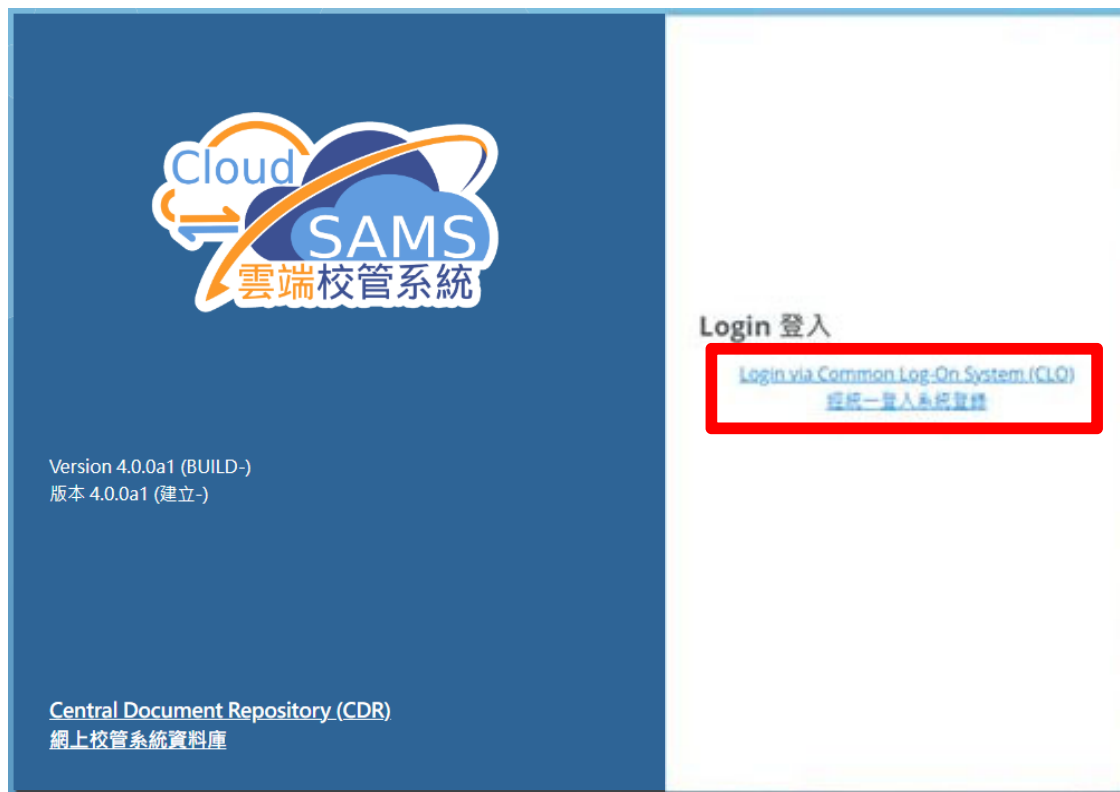 Cloud
SAMS
雲端校管系統
Version 4.0.0a1 (BUILD-)
版本 4.0.0a1 (建立-)
Central Document Repository (CDR)
網上校管系統資料庫
Login 登入
Login via Common Log-On System (CLO)
經統一登入系統登錄